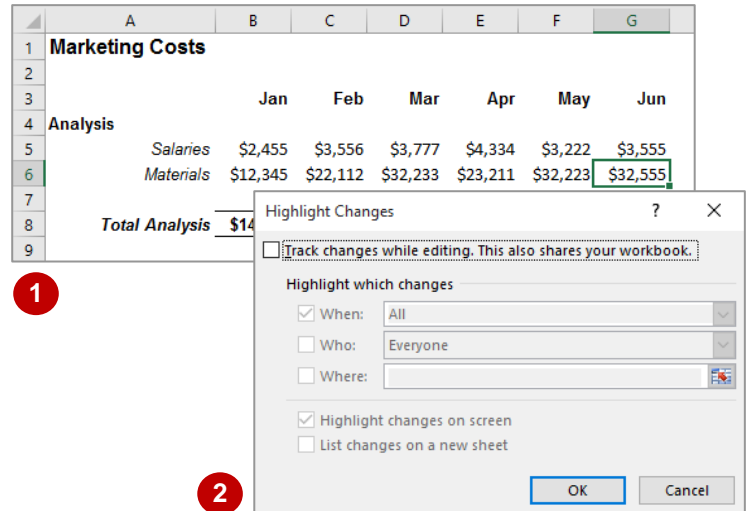 A B C D E F G
1 Marketing Costs
2
3 Jan Feb Mar Apr May Jun
4 Analysis
5 Salaries $2,455 $3,556 $3,777 $4,334 $3,222 $3,555
6 Materials $12,345 $22,112 $32,233 $23,211 $32,223 $32,555
7
8 Total Analysis $14
9
1
Highlight Changes ? X
Track changes while editing. This also shares your workbook.
Highlight which changes
When: All
Who: Everyone
Where:
Highlight changes on screen
List changes on a new sheet
OK Cancel
2